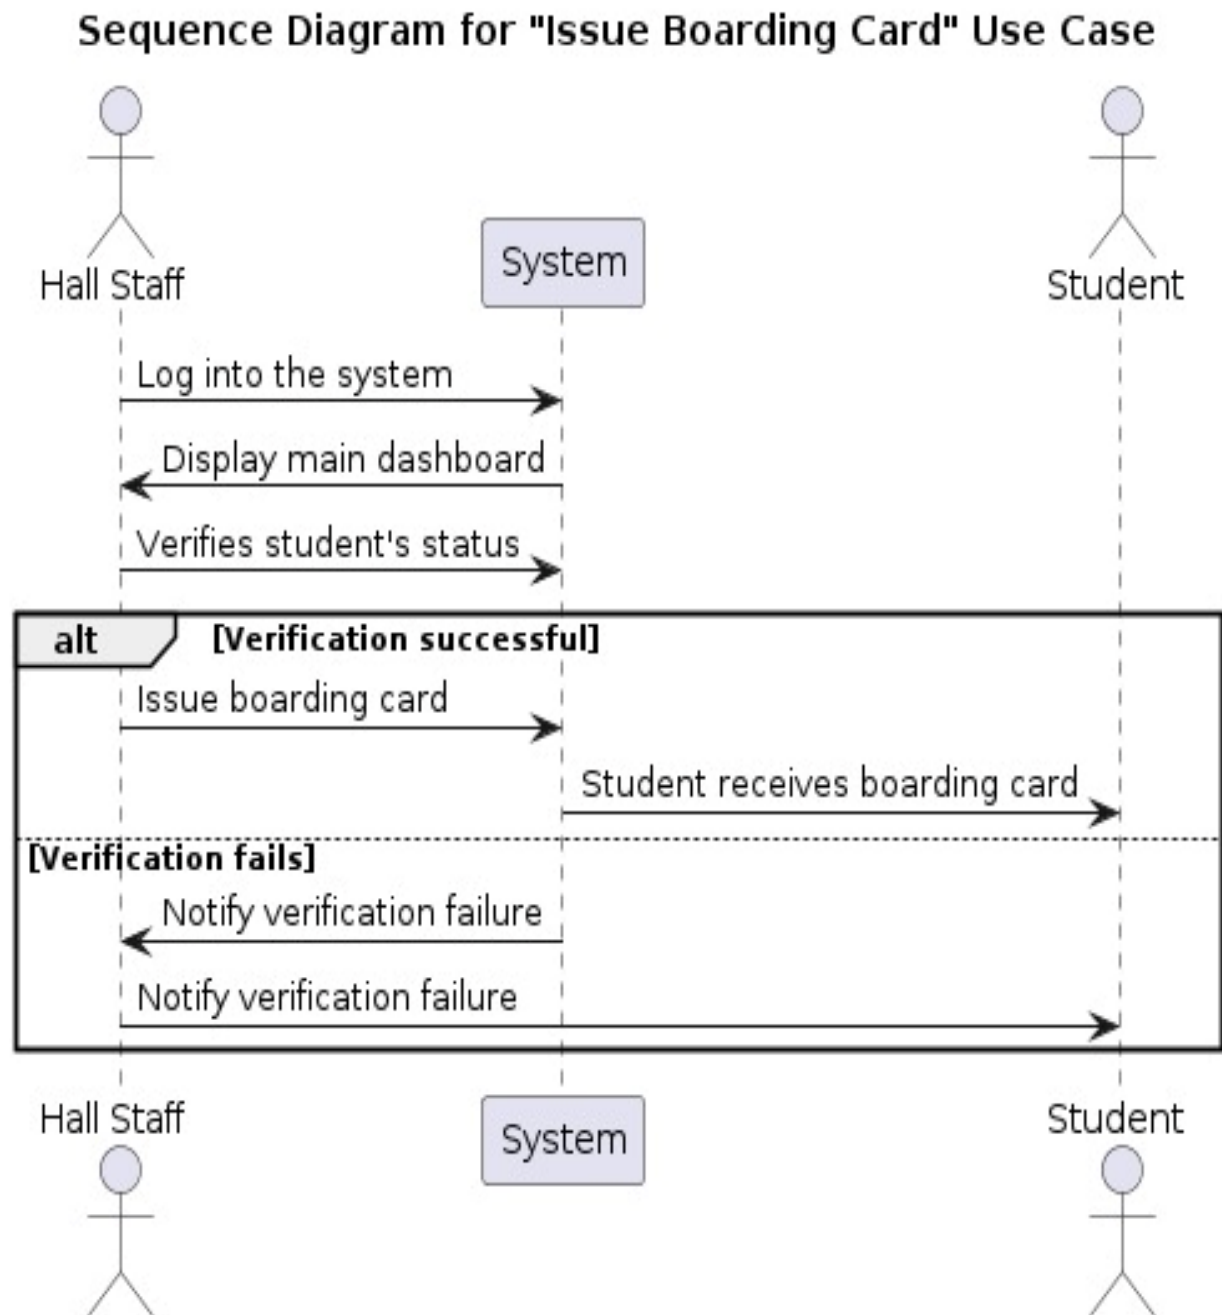 Sequence Diagram for "Issue Boarding Card" Use Case
Hall Staff
System
Student
Log into the system
Display main dashboard
Verifies student's status
alt
[Verification successful]
Issue boarding card
Student receives boarding card
[Verification fails]
Notify verification failure
Notify verification failure
Hall Staff
System
Student